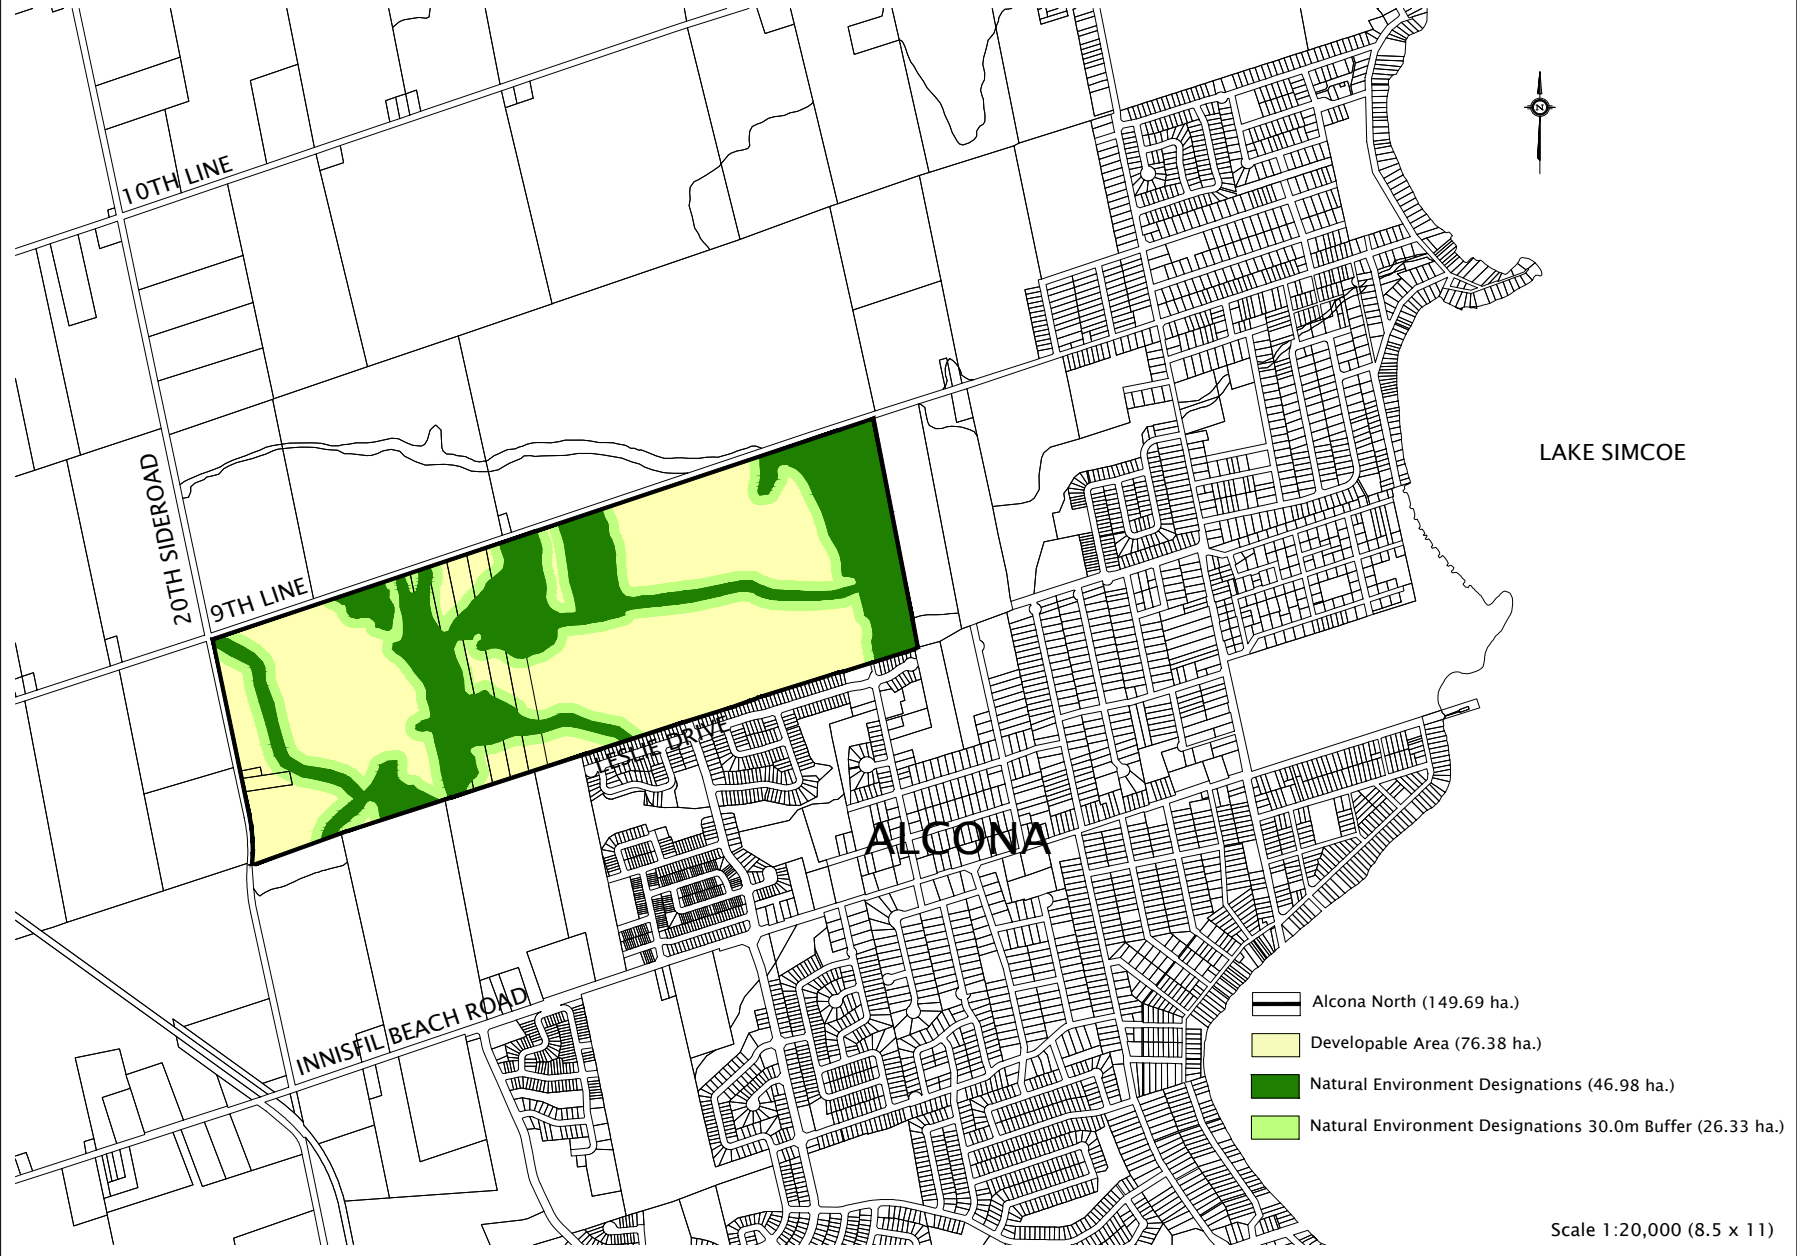 10TH LINE
N
LAKE SIMCOE
20TH SIDEROAD
9TH LINE
LESLIE DRIVE
ALCONA
INNISFIL BEACH ROAD
Alcona North (149.69 ha.)
Developable Area (76.38 ha.)
Natural Environment Designations (46.98 ha.)
Natural Environment Designations 30.0m Buffer (26.33 ha.)
Scale 1:20,000 (8.5 x 11)